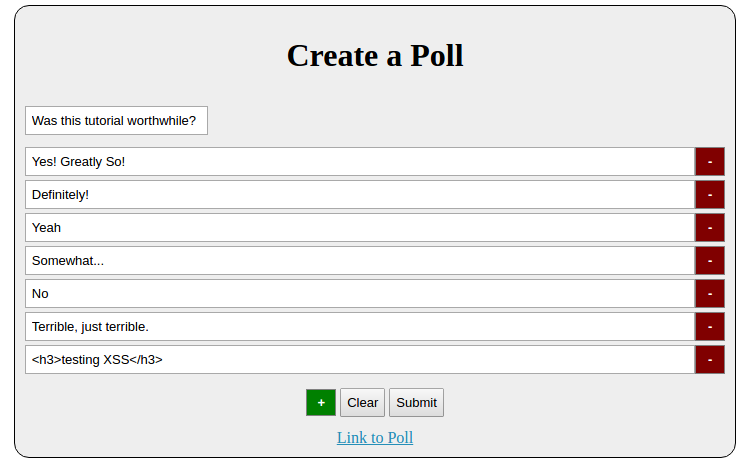 Create a Poll
Was this tutorial worthwhile?
Yes! Greatly So! -
Definitely! -
Yeah -
Somewhat... -
No -
Terrible, just terrible. -
<h3>testing XSS</h3> -
+ Clear Submit
Link to Poll